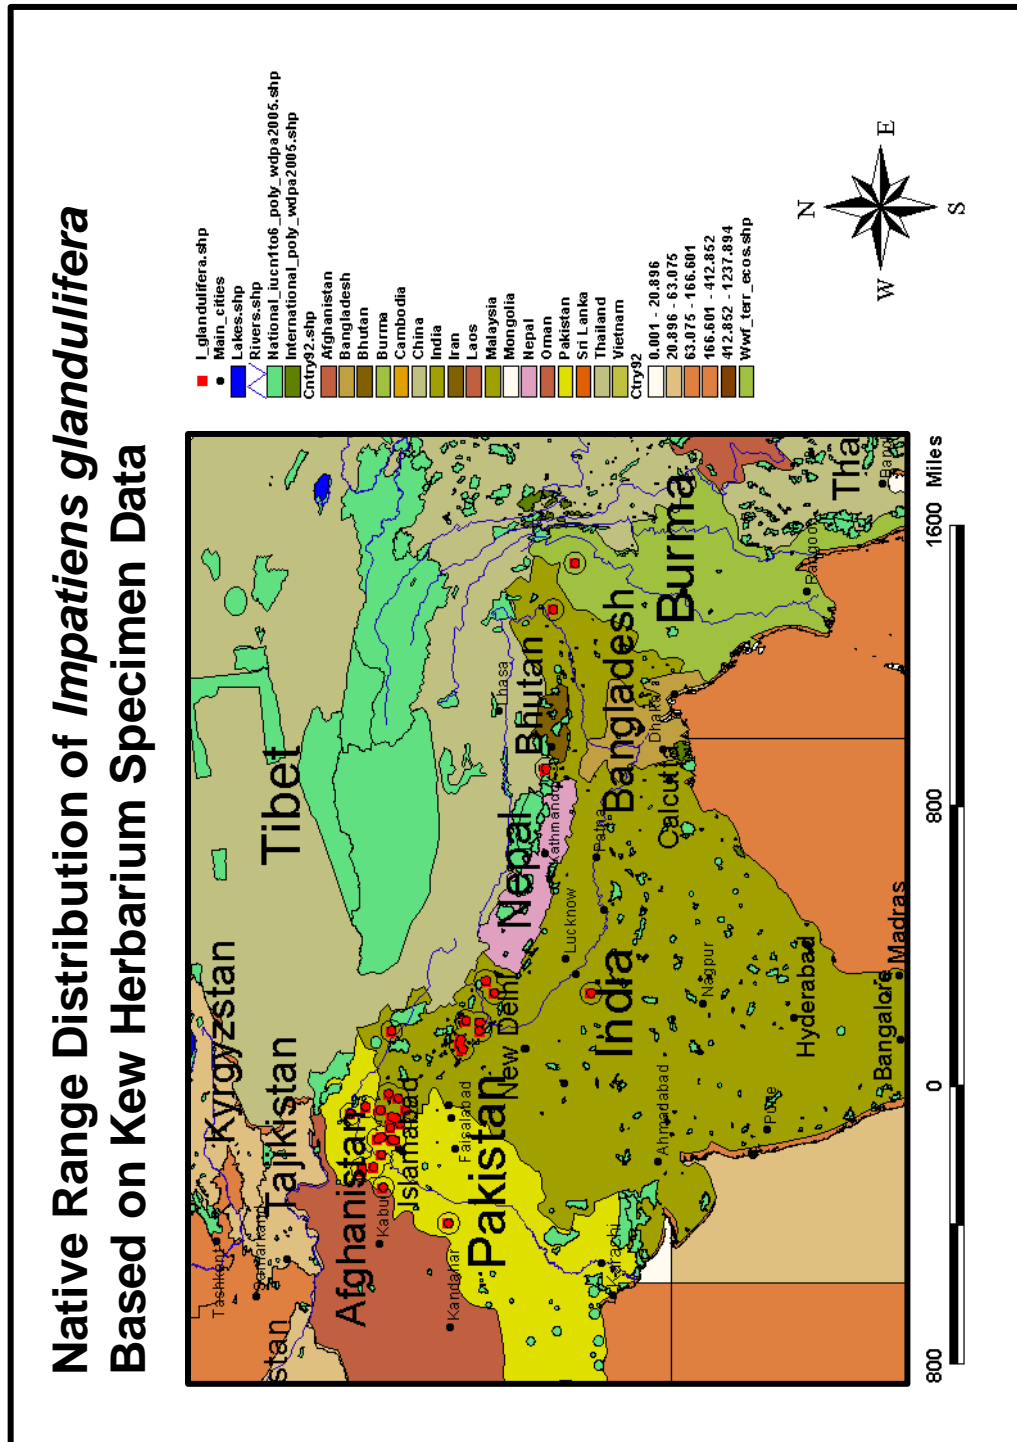 Native Range Distribution of Impatiens glandulifera
Based on Kew Herbarium Specimen Data
I_glandulifera.shp
Main_cities
Lakes.shp
Rivers.shp
National_iucn1to6_poly_wdpa2005.shp
International_poly_wdpa2005.shp
Cntry92.shp
Afghanistan
Bangladesh
Bhutan
Burma
Cambodia
China
India
Iran
Laos
Malaysia
Mongolia
Nepal
Oman
Pakistan
Sri Lanka
Thailand
Vietnam
Ctry92
0.001 - 20.896
20.896 - 63.075
63.075 - 166.601
166.601 - 412.852
412.852 - 1237.894
Wwf_terr_ecos.shp
N
W E
S
Kyrgyzstan
Tashkent
Samarkand
Tajikistan
stan
Tibet
Afghanistan
Kabul
Islamabad
Kandahar
Faisalabad
Pakistan
New Delhi
Nepal
Kathmandu
Bhutan
Lhasa
Lucknow
Patna
India
Bangladesh
Dhaka
Calcutta
Burma
Karachi
Ahmadabad
Nagpur
Pune
Hyderabad
Rangoon
Tha
Bang
Bangalore
Madras
800 0 800 1600 Miles